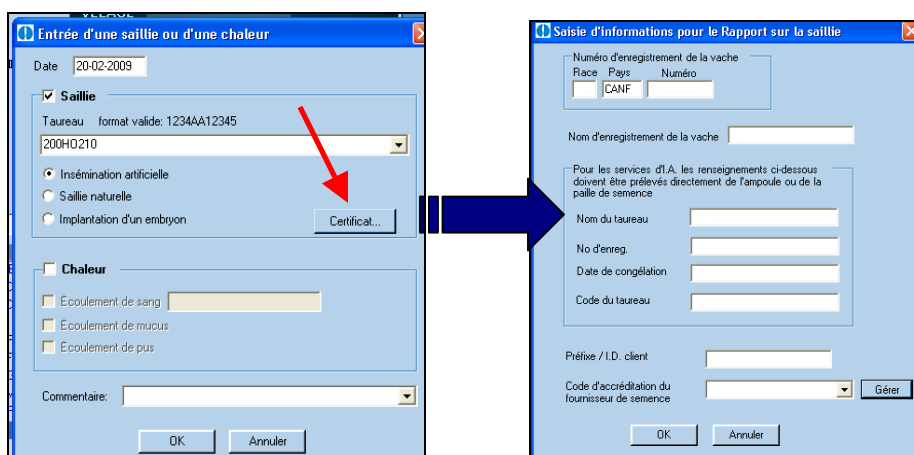 VELAGE
Entrée d'une saillie ou d'une chaleur
Date 20-02-2009
Saillie
Taureau format valide: 1234AA12345
200HO210
Insémination artificielle
Saillie naturelle
Implantation d'un embryon
Certificat...
Chaleur
Écoulement de sang
Écoulement de mucus
Écoulement de pus
Commentaire:
OK Annuler
Saisie d'informations pour le Rapport sur la saillie
Numéro d'enregistrement de la vache
Race Pays Numéro
CANF
Nom d'enregistrement de la vache
Pour les services d'I.A. les renseignements ci-dessous
doivent être prélevés directement de l'ampoule ou de la
paille de semence
Nom du taureau
No d'enreg.
Date de congélation
Code du taureau
Préfixe / I.D. client
Code d'accréditation du
fournisseur de semence
Gérer
OK Annuler